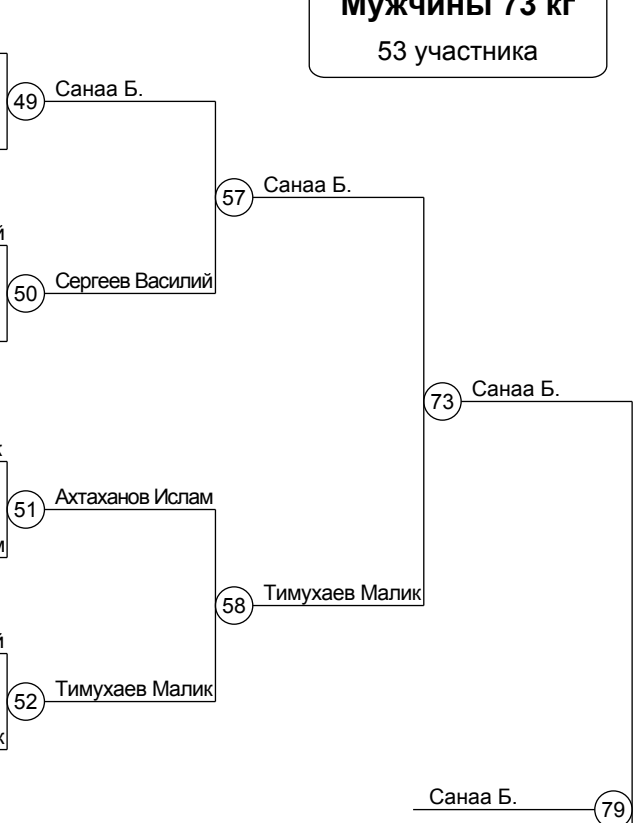 Мужчины 73 кг
53 участника
49 Санаа Б.
57 Санаа Б.
й
50 Сергеев Василий
73 Санаа Б.
51 Ахтаханов Ислам
58 Тимухаев Малик
й
52 Тимухаев Малик
Санаа Б. 79